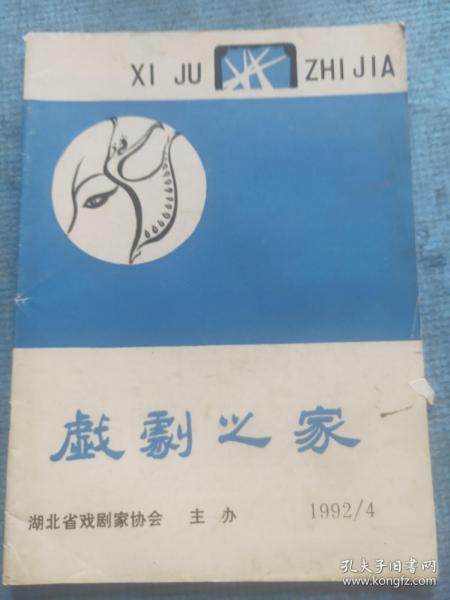 XI JU ZHI JIA
戲劇之家
湖北省戏剧家协会 主办 1992/4
孔夫子旧书网
www.kongfz.com